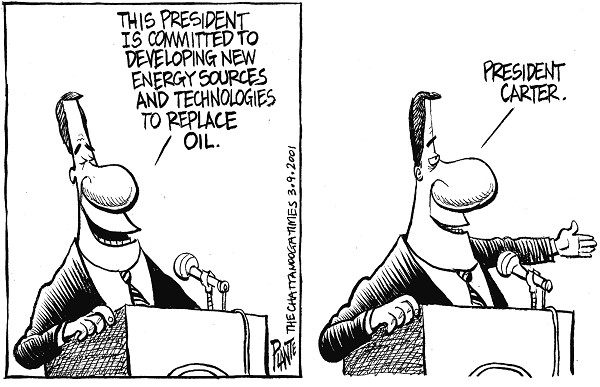 THIS PRESIDENT
IS COMMITTED TO
DEVELOPING NEW
ENERGY SOURCES
AND TECHNOLOGIES
TO REPLACE
OIL.
THE CHATTANOOGA TIMES 3.9.2001
PLANTE
PRESIDENT
CARTER.